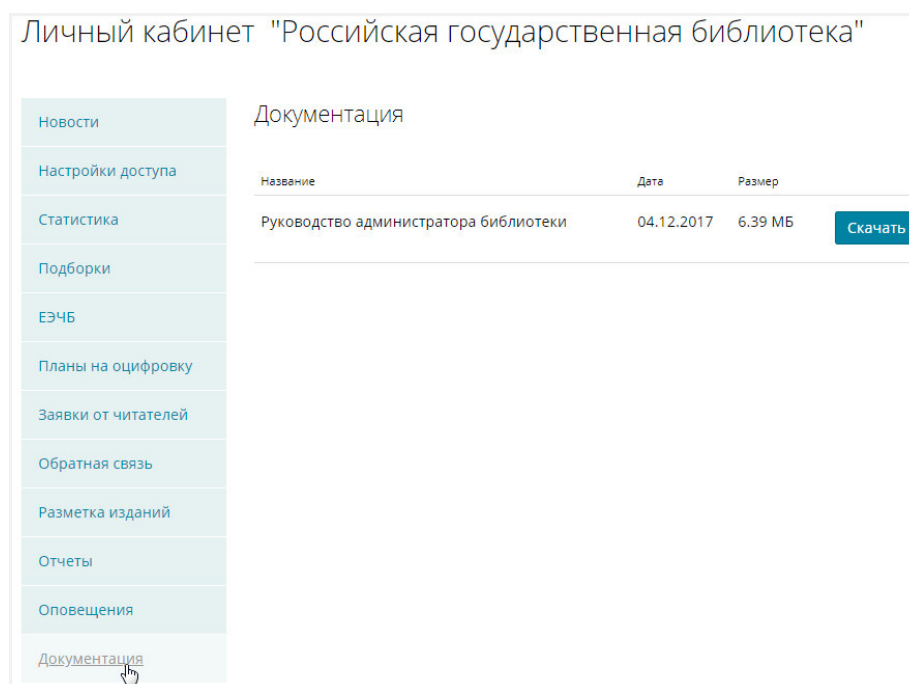 Личный кабинет "Российская государственная библиотека"
Новости
Настройки доступа
Статистика
Подборки
ЕЭЧБ
Планы на оцифровку
Заявки от читателей
Обратная связь
Разметка изданий
Отчеты
Оповещения
Документация
Документация
Название Дата Размер
Руководство администратора библиотеки 04.12.2017 6.39 МБ Скачать